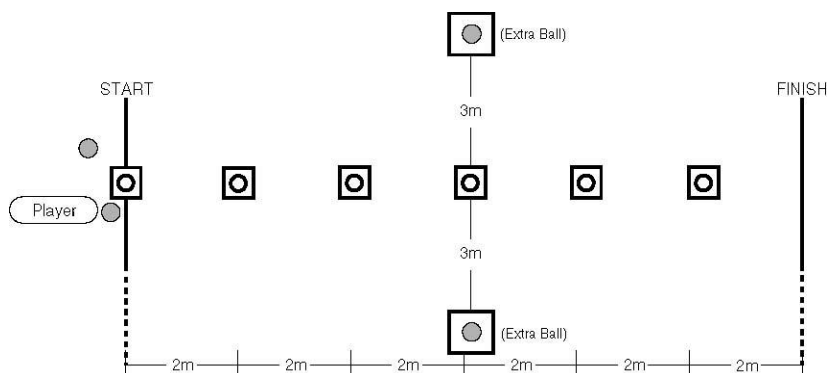 (Extra Ball)
START
FINISH
3m
Player
3m
(Extra Ball)
2m 2m 2m 2m 2m 2m